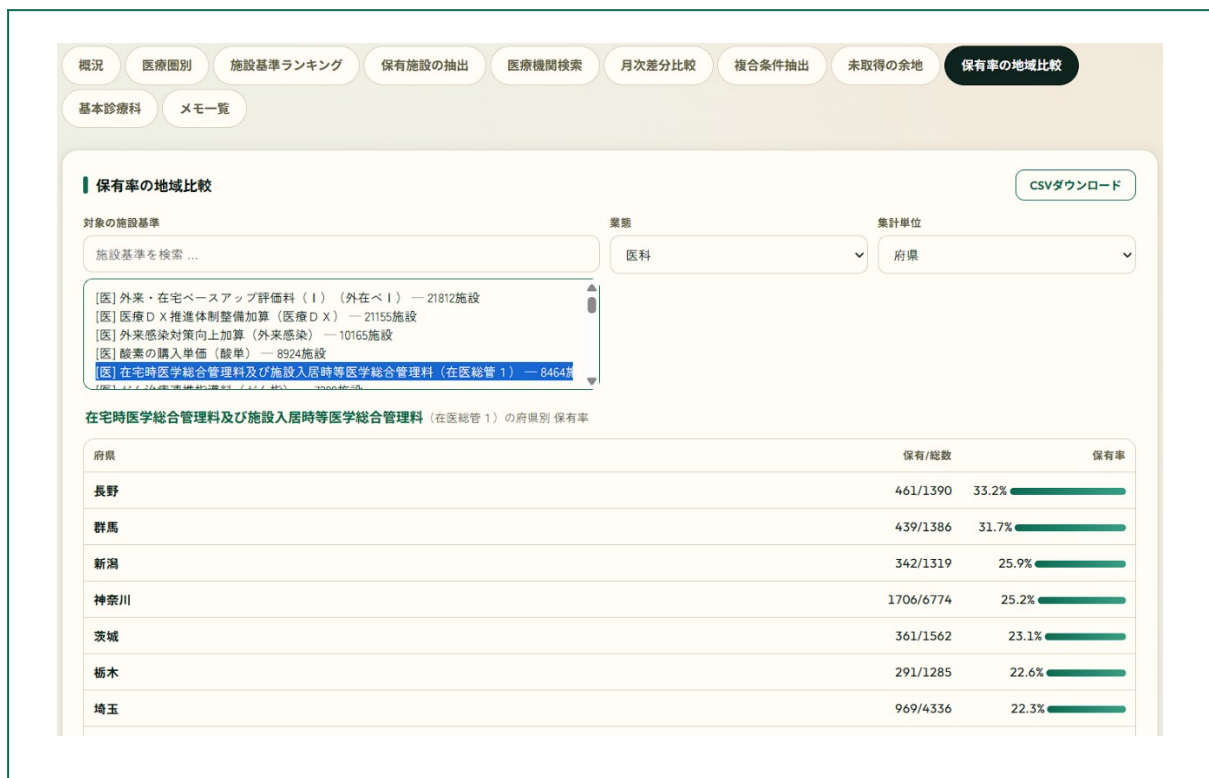 概況 医療圏別 施設基準ランキング 保有施設の抽出 医療機関検索 月次差分比較 複合条件抽出 未取得の余地 保有率の地域比較
基本診療科 メモ一覧
保有率の地域比較 CSVダウンロード
対象の施設基準 業態 集計単位
施設基準を検索 ... 医科 府県
[医] 外来・在宅ベースアップ評価料（Ⅰ）（外在ベⅠ） — 21812施設
[医] 医療ＤＸ推進体制整備加算（医療ＤＸ） — 21155施設
[医] 外来感染対策向上加算（外来感染） — 10165施設
[医] 酸素の購入単価（酸単） — 8924施設
[医] 在宅時医学総合管理料及び施設入居時等医学総合管理料（在医総管１） — 8464施
在宅時医学総合管理料及び施設入居時等医学総合管理料（在医総管１）の府県別 保有率
府県 保有/総数 保有率
長野 461/1390 33.2%
群馬 439/1386 31.7%
新潟 342/1319 25.9%
神奈川 1706/6774 25.2%
茨城 361/1562 23.1%
栃木 291/1285 22.6%
埼玉 969/4336 22.3%